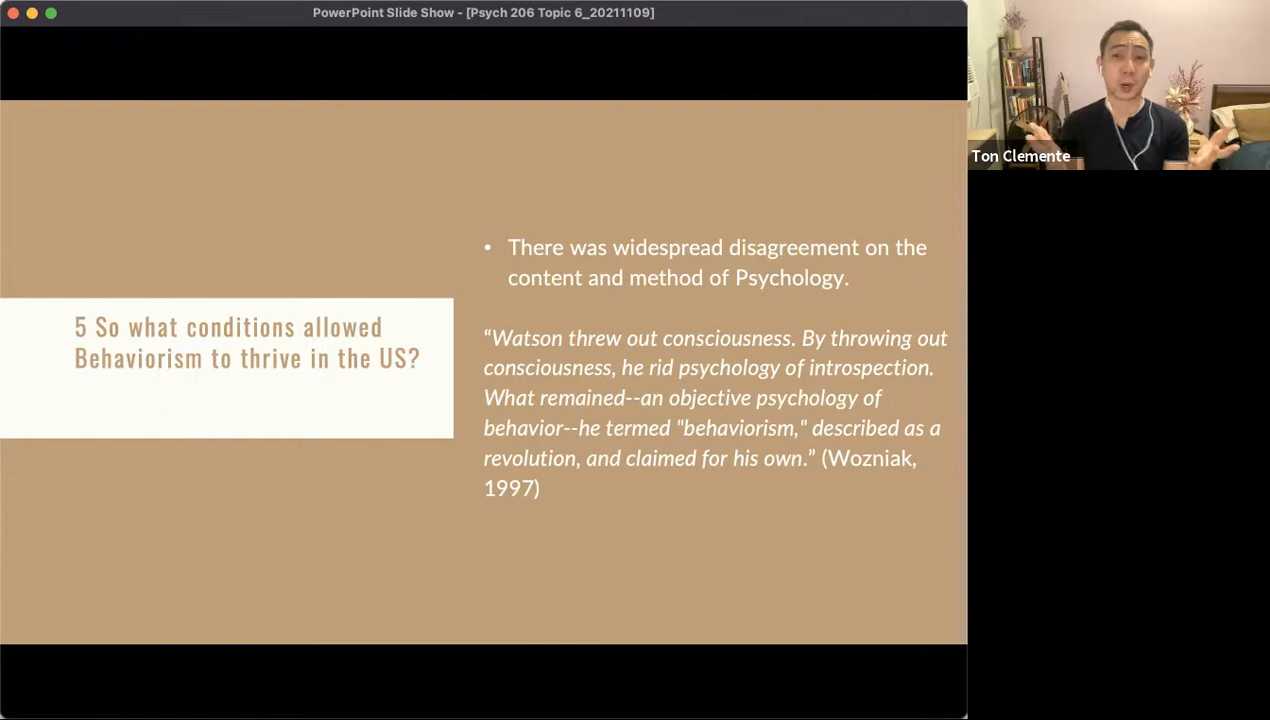 PowerPoint Slide Show - [Psych 206 Topic 6_20211109]
Ton Clemente
5 So what conditions allowed
Behaviorism to thrive in the US?
• There was widespread disagreement on the
content and method of Psychology.
“Watson threw out consciousness. By throwing out
consciousness, he rid psychology of introspection.
What remained--an objective psychology of
behavior--he termed "behaviorism," described as a
revolution, and claimed for his own.” (Wozniak,
1997)